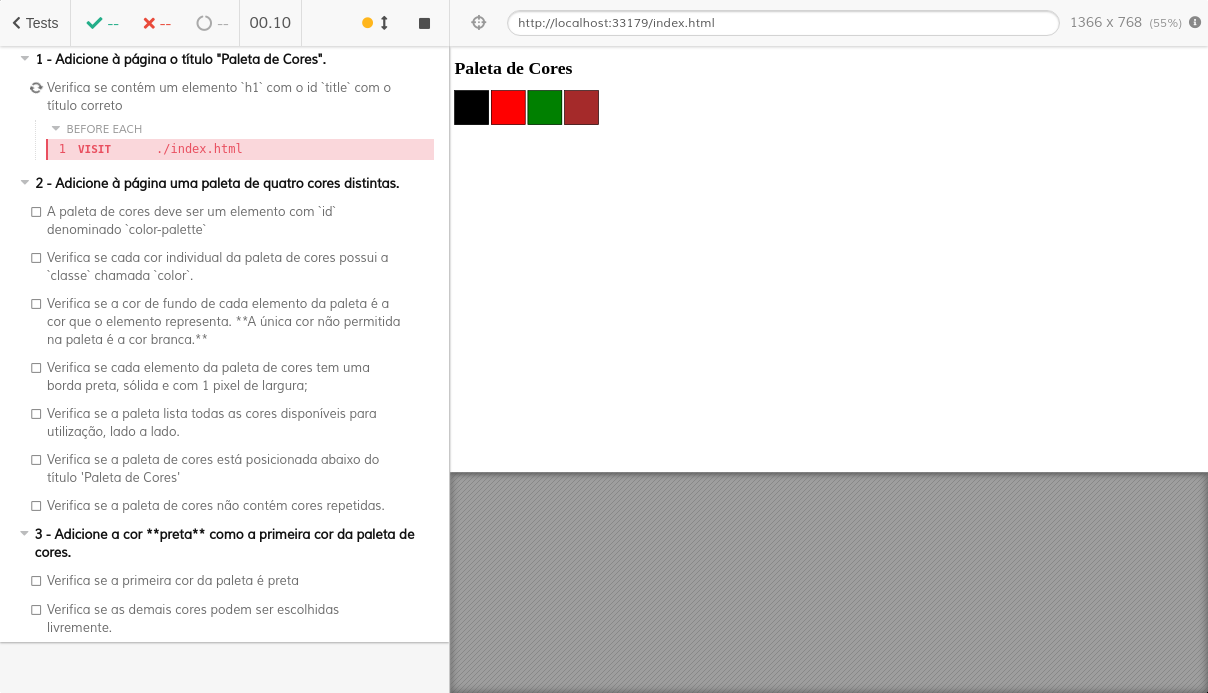 Tests
--
--
--
00.10
http://localhost:33179/index.html
1366 x 768 (55%)
1 - Adicione à página o título "Paleta de Cores".
Verifica se contém um elemento `h1` com o id `title` com o
título correto
BEFORE EACH
1 VISIT ./index.html
2 - Adicione à página uma paleta de quatro cores distintas.
A paleta de cores deve ser um elemento com `id`
denominado `color-palette`
Verifica se cada cor individual da paleta de cores possui a
`classe` chamada `color`.
Verifica se a cor de fundo de cada elemento da paleta é a
cor que o elemento representa. **A única cor não permitida
na paleta é a cor branca.**
Verifica se cada elemento da paleta de cores tem uma
borda preta, sólida e com 1 pixel de largura;
Verifica se a paleta lista todas as cores disponíveis para
utilização, lado a lado.
Verifica se a paleta de cores está posicionada abaixo do
título 'Paleta de Cores'
Verifica se a paleta de cores não contém cores repetidas.
3 - Adicione a cor **preta** como a primeira cor da paleta de
cores.
Verifica se a primeira cor da paleta é preta
Verifica se as demais cores podem ser escolhidas
livremente.
Paleta de Cores